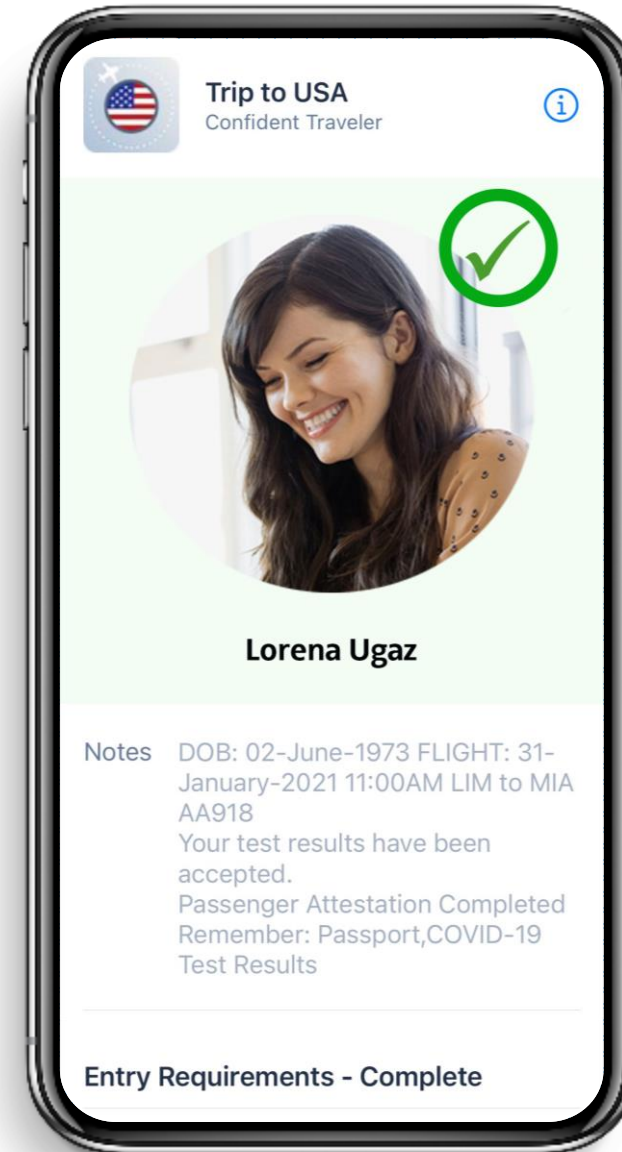 Trip to USA
Confident Traveler
Lorena Ugaz
Notes
DOB: 02-June-1973 FLIGHT: 31-
January-2021 11:00AM LIM to MIA
AA918
Your test results have been
accepted.
Passenger Attestation Completed
Remember: Passport,COVID-19
Test Results
Entry Requirements - Complete